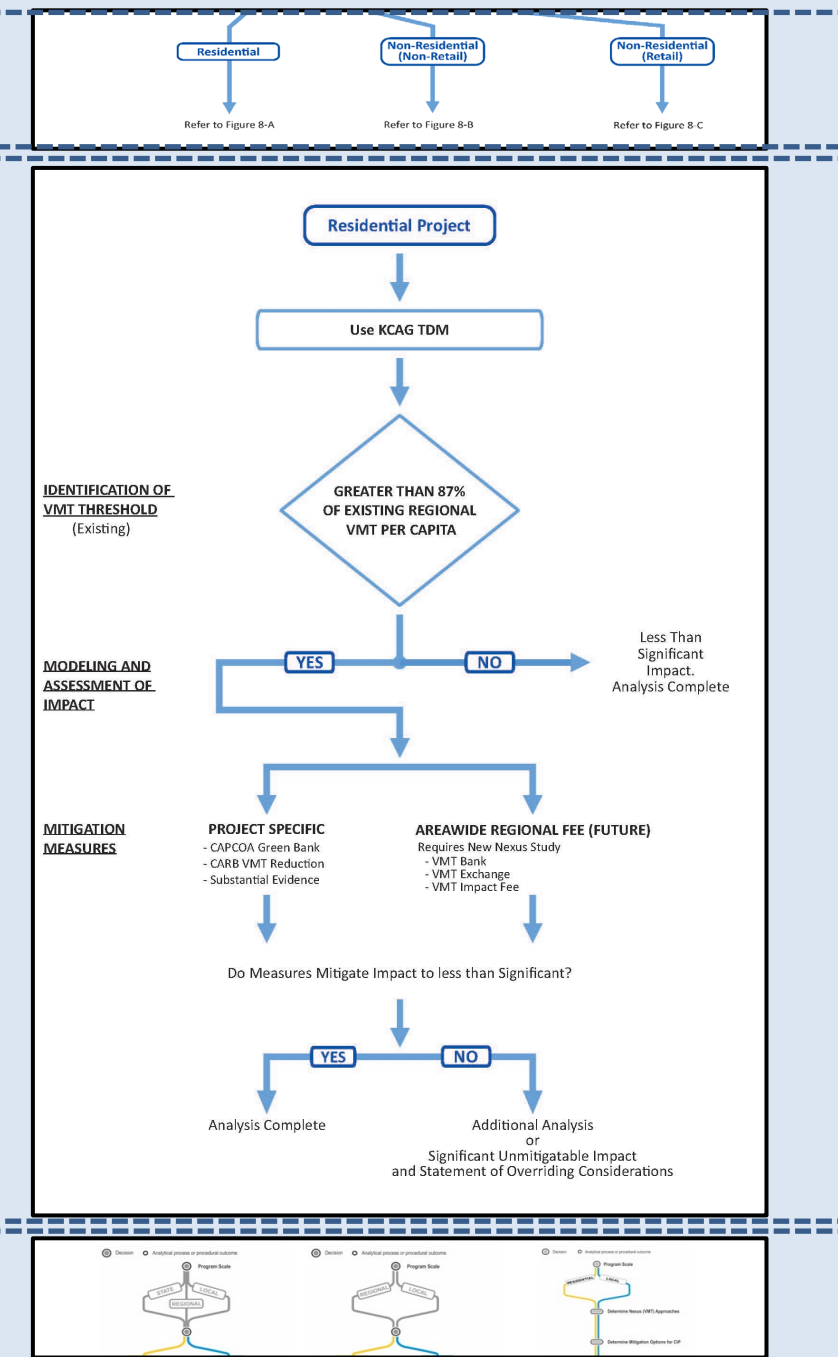 Residential
Non-Residential
(Non-Retail)
Non-Residential
(Retail)
Refer to Figure 8-A
Refer to Figure 8-B
Refer to Figure 8-C
Residential Project
Use KCAG TDM
IDENTIFICATION OF
VMT THRESHOLD
(Existing)
GREATER THAN 87%
OF EXISTING REGIONAL
VMT PER CAPITA
MODELING AND
ASSESSMENT OF
IMPACT
YES
NO
Less Than
Significant
Impact.
Analysis Complete
MITIGATION
MEASURES
PROJECT SPECIFIC
- CAPCOA Green Bank
- CARB VMT Reduction
- Substantial Evidence
AREAWIDE REGIONAL FEE (FUTURE)
Requires New Nexus Study
- VMT Bank
- VMT Exchange
- VMT Impact Fee
Do Measures Mitigate Impact to less than Significant?
YES
NO
Analysis Complete
Additional Analysis
or
Significant Unmitigatable Impact
and Statement of Overriding Considerations
Decision
Analytical process or procedural outcome
Program Scale
STATE
LOCAL
REGIONAL
Decision
Analytical process or procedural outcome
Program Scale
REGIONAL
LOCAL
Decision
Analytical process or procedural outcome
Program Scale
RESIDENTIAL
LOCAL
Determine Nexus (VMT) Approaches
Determine Mitigation Options for CIP